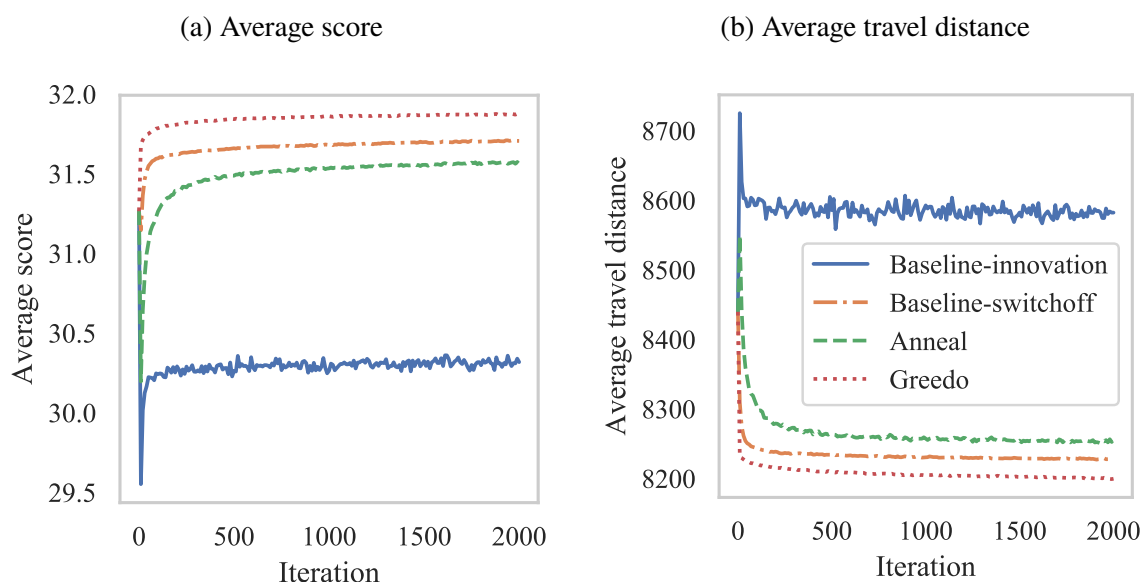 (a) Average score
(b) Average travel distance
32.0
31.5
31.0
30.5
30.0
29.5
Average score
0 500 1000 1500 2000
Iteration
8700
8600
8500
8400
8300
8200
Average travel distance
Baseline-innovation
Baseline-switchoff
Anneal
Greedo
0 500 1000 1500 2000
Iteration